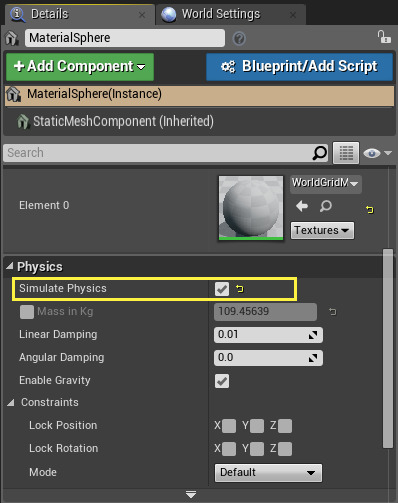 Details
World Settings
MaterialSphere
Add Component
Blueprint/Add Script
MaterialSphere(Instance)
StaticMeshComponent (Inherited)
Search
Element 0
WorldGridM
Textures
Physics
Simulate Physics
Mass in Kg 109.45639
Linear Damping 0.01
Angular Damping 0.0
Enable Gravity
Constraints
Lock Position X Y Z
Lock Rotation X Y Z
Mode Default